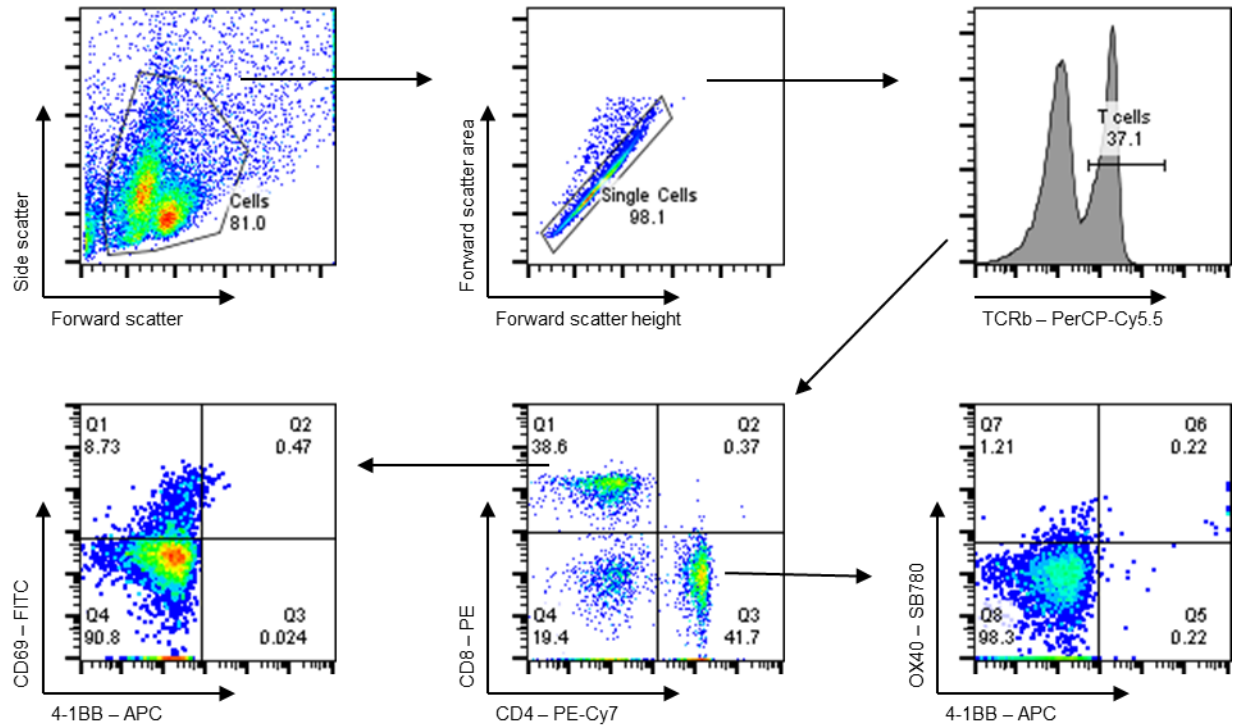 Side scatter
Cells
81.0
Forward scatter
Forward scatter area
Single Cells
98.1
Forward scatter height
T cells
37.1
TCRb – PerCP-Cy5.5
CD69 – FITC
Q1
8.73
Q2
0.47
Q4
90.8
Q3
0.024
4-1BB – APC
CD8 – PE
Q1
38.6
Q2
0.37
Q4
19.4
Q3
41.7
CD4 – PE-Cy7
OX40 – SB780
Q7
1.21
Q6
0.22
Q8
98.3
Q5
0.22
4-1BB – APC